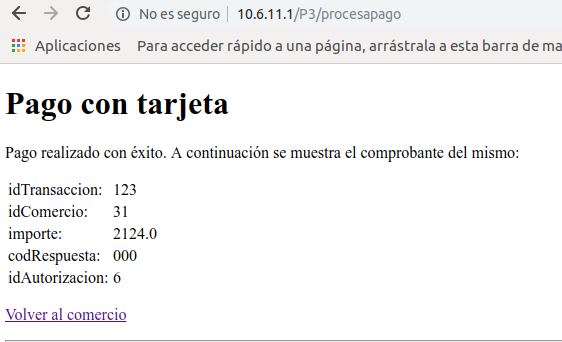 No es seguro | 10.6.11.1/P3/procesapago
Aplicaciones Para acceder rápido a una página, arrástrala a esta barra de ma
Pago con tarjeta
Pago realizado con éxito. A continuación se muestra el comprobante del mismo:
idTransaccion: 123
idComercio: 31
importe: 2124.0
codRespuesta: 000
idAutorizacion: 6
Volver al comercio